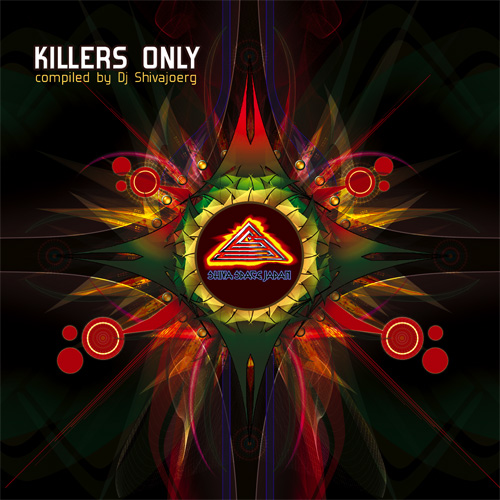 KILLERS ONLY
compiled by Dj Shivajoerg
SHIVA SPACE JAPAN